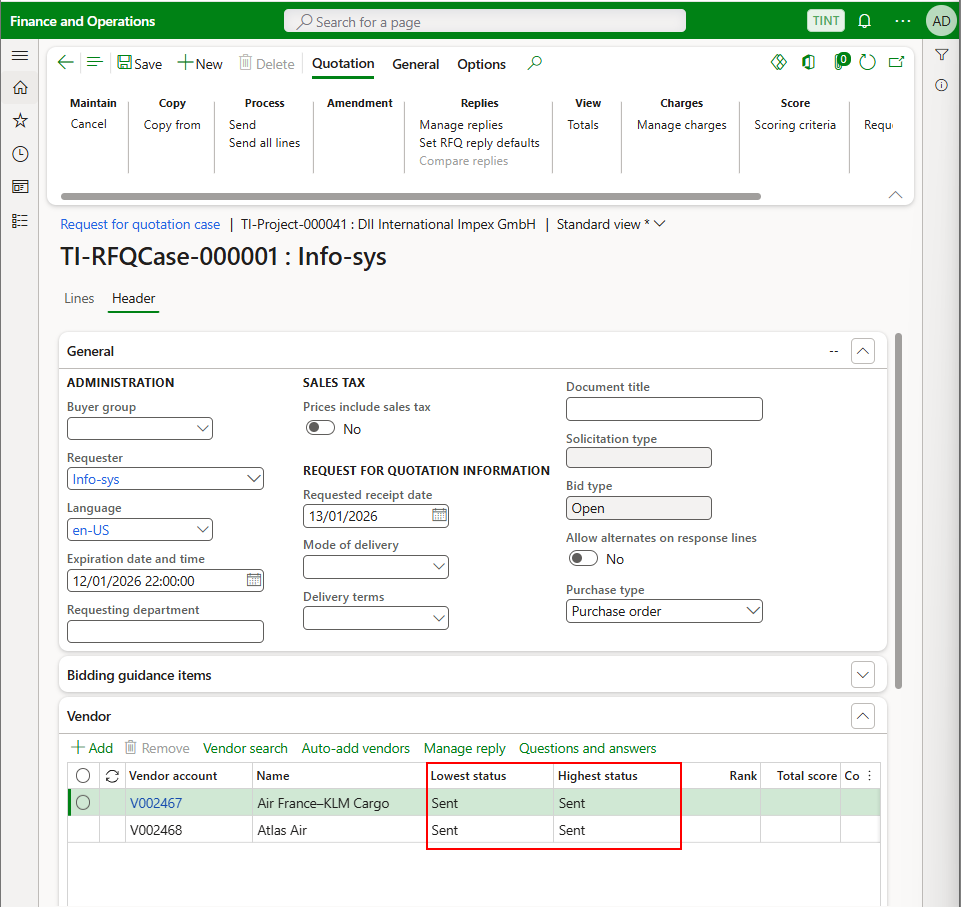 Finance and Operations
Search for a page
TINT
AD
Save
New
Delete
Quotation
General
Options
0
Maintain
Cancel
Copy
Copy from
Process
Send
Send all lines
Amendment
Replies
Manage replies
Set RFQ reply defaults
Compare replies
View
Totals
Charges
Manage charges
Score
Scoring criteria
Requ
Request for quotation case | TI-Project-000041 : DII International Impex GmbH | Standard view *
TI-RFQCase-000001 : Info-sys
Lines
Header
General
--
ADMINISTRATION
Buyer group
Requester
Info-sys
Language
en-US
Expiration date and time
12/01/2026 22:00:00
Requesting department
SALES TAX
Prices include sales tax
No
REQUEST FOR QUOTATION INFORMATION
Requested receipt date
13/01/2026
Mode of delivery
Delivery terms
Document title
Solicitation type
Bid type
Open
Allow alternates on response lines
No
Purchase type
Purchase order
Bidding guidance items
Vendor
Add
Remove
Vendor search
Auto-add vendors
Manage reply
Questions and answers
Vendor account Name Lowest status Highest status Rank Total score Co
V002467 Air France–KLM Cargo Sent Sent
V002468 Atlas Air Sent Sent